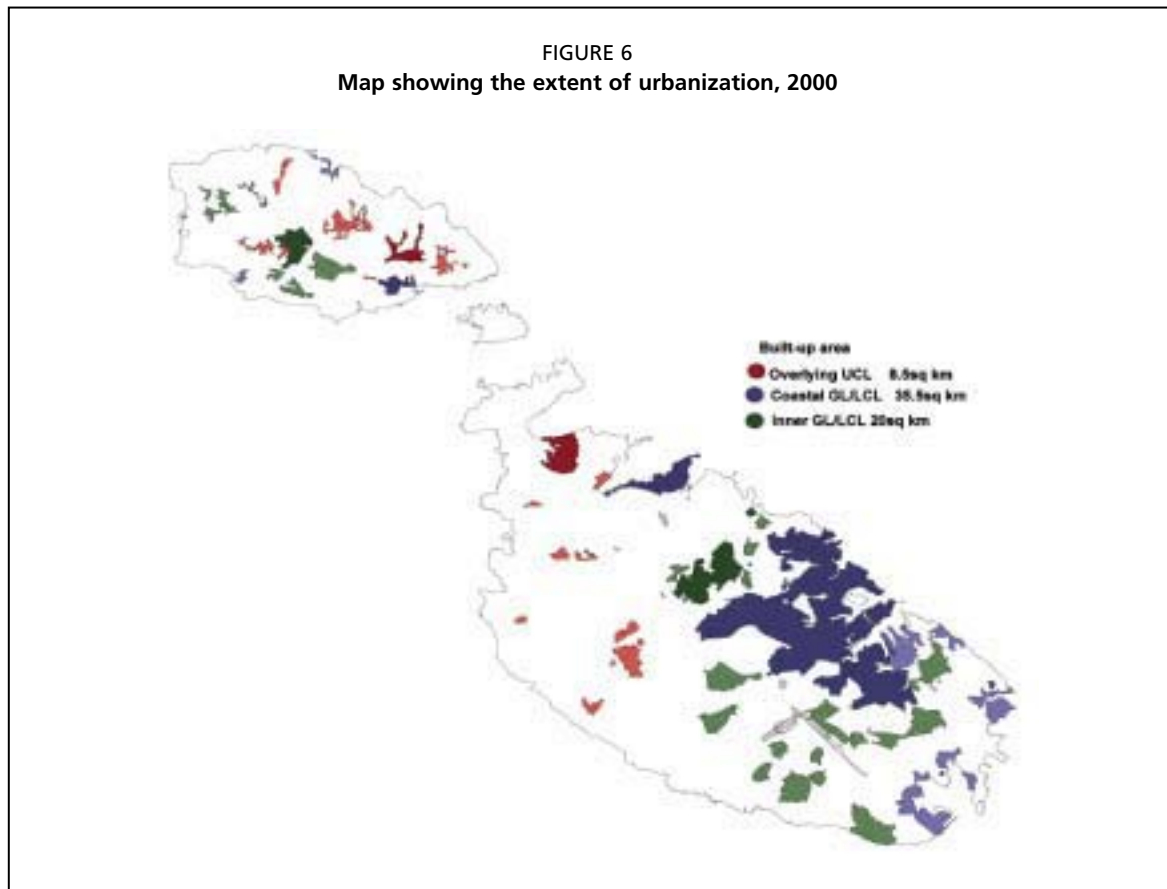 FIGURE 6
Map showing the extent of urbanization, 2000
Built-up area
Overlying UCL 8.5sq km
Coastal GL/LCL 35.5sq km
Inner GL/LCL 20sq km